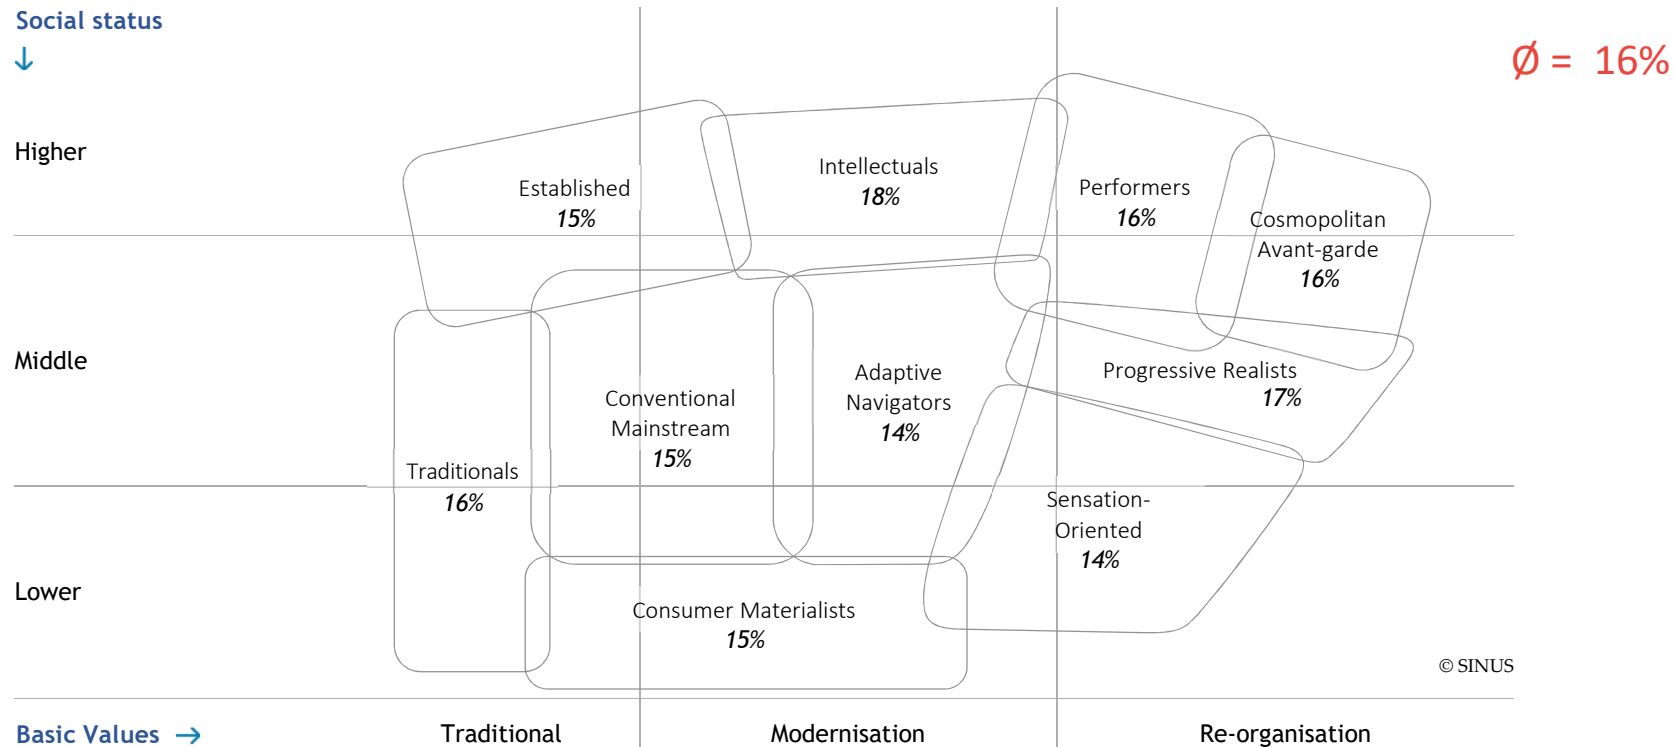 Social status
↓
Ø = 16%
Higher
Established
15%
Intellectuals
18%
Performers
16%
Cosmopolitan
Avant-garde
16%
Middle
Traditionals
16%
Conventional
Mainstream
15%
Adaptive
Navigators
14%
Progressive Realists
17%
Sensation-
Oriented
14%
Lower
Consumer Materialists
15%
© SINUS
Basic Values →
Traditional
Modernisation
Re-organisation